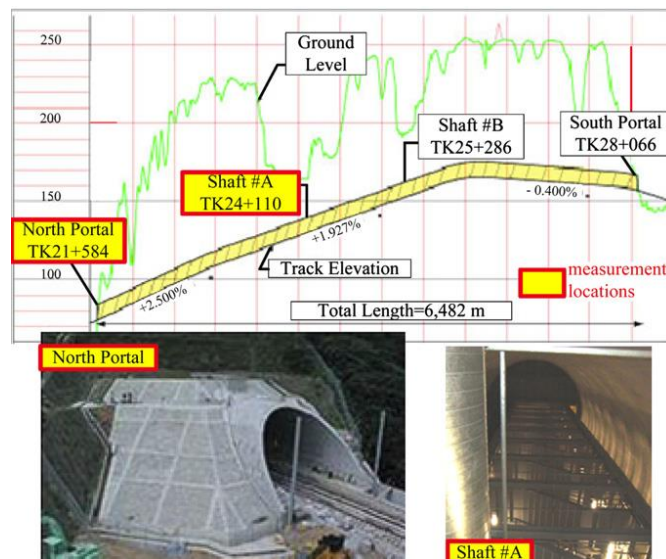 250
Ground
Level
200
Shaft #B
TK25+286
South Portal
TK28+066
Shaft #A
TK24+110
150
- 0.400%
North Portal
TK21+584
+1.927%
Track Elevation
100
measurement
locations
+2.500%
Total Length=6,482 m
North Portal
Shaft #A